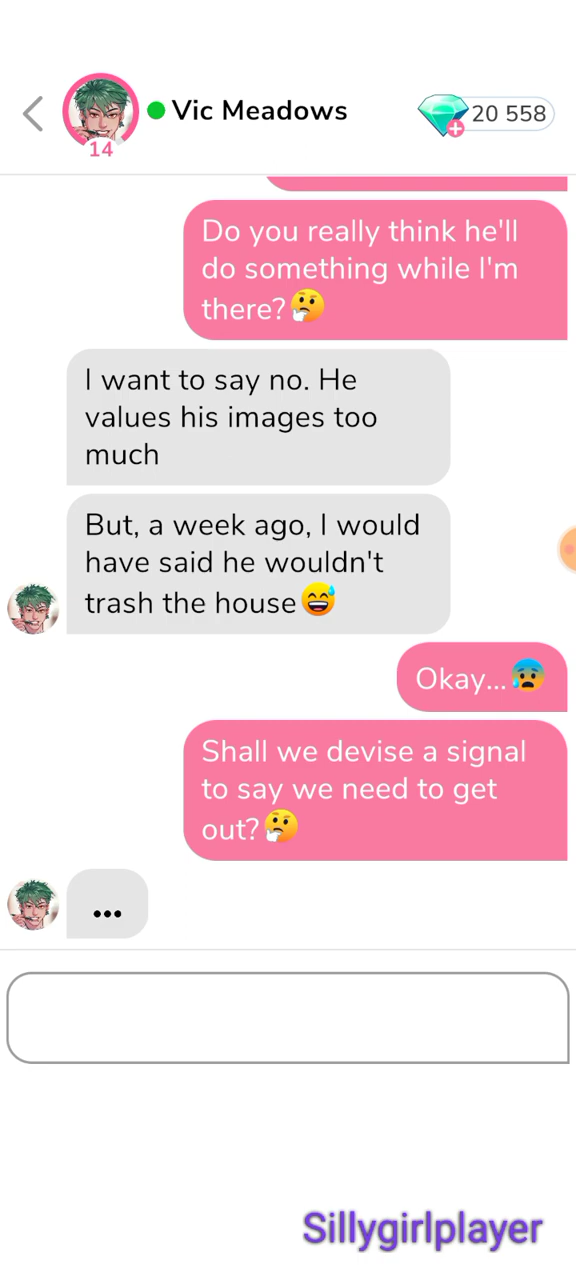 Vic Meadows
20 558
14
Do you really think he'll
do something while I'm
there?🤔
I want to say no. He
values his images too
much
But, a week ago, I would
have said he wouldn't
trash the house😅
Okay...😰
Shall we devise a signal
to say we need to get
out?🤔
...
Sillygirlplayer